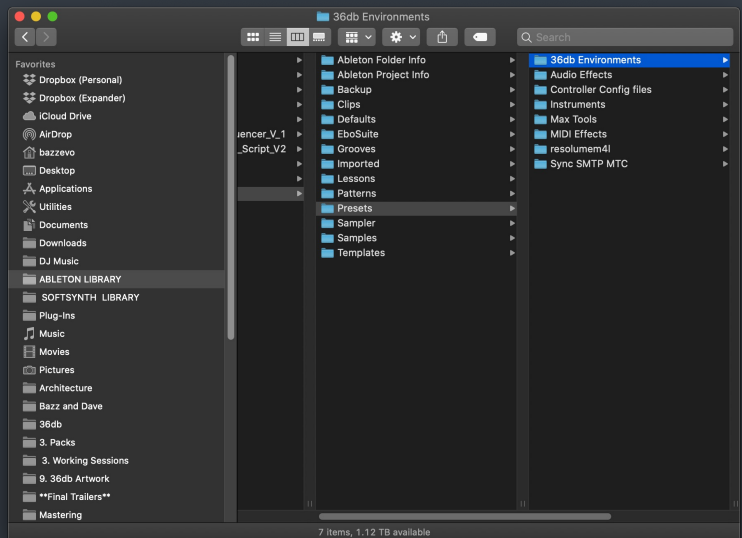 36db Environments
Search
Favorites
Dropbox (Personal)
Dropbox (Expander)
iCloud Drive
AirDrop
bazzevo
Desktop
Applications
Utilities
Documents
Downloads
DJ Music
ABLETON LIBRARY
SOFTSYNTH  LIBRARY
Plug-Ins
Music
Movies
Pictures
Architecture
Bazz and Dave
36db
3. Packs
3. Working Sessions
9. 36db Artwork
**Final Trailers**
Mastering
uencer_V_1
_Script_V2
Ableton Folder Info
Ableton Project Info
Backup
Clips
Defaults
EboSuite
Grooves
Imported
Lessons
Patterns
Presets
Sampler
Samples
Templates
36db Environments
Audio Effects
Controller Config files
Instruments
Max Tools
MIDI Effects
resolumem4l
Sync SMTP MTC
7 items, 1.12 TB available